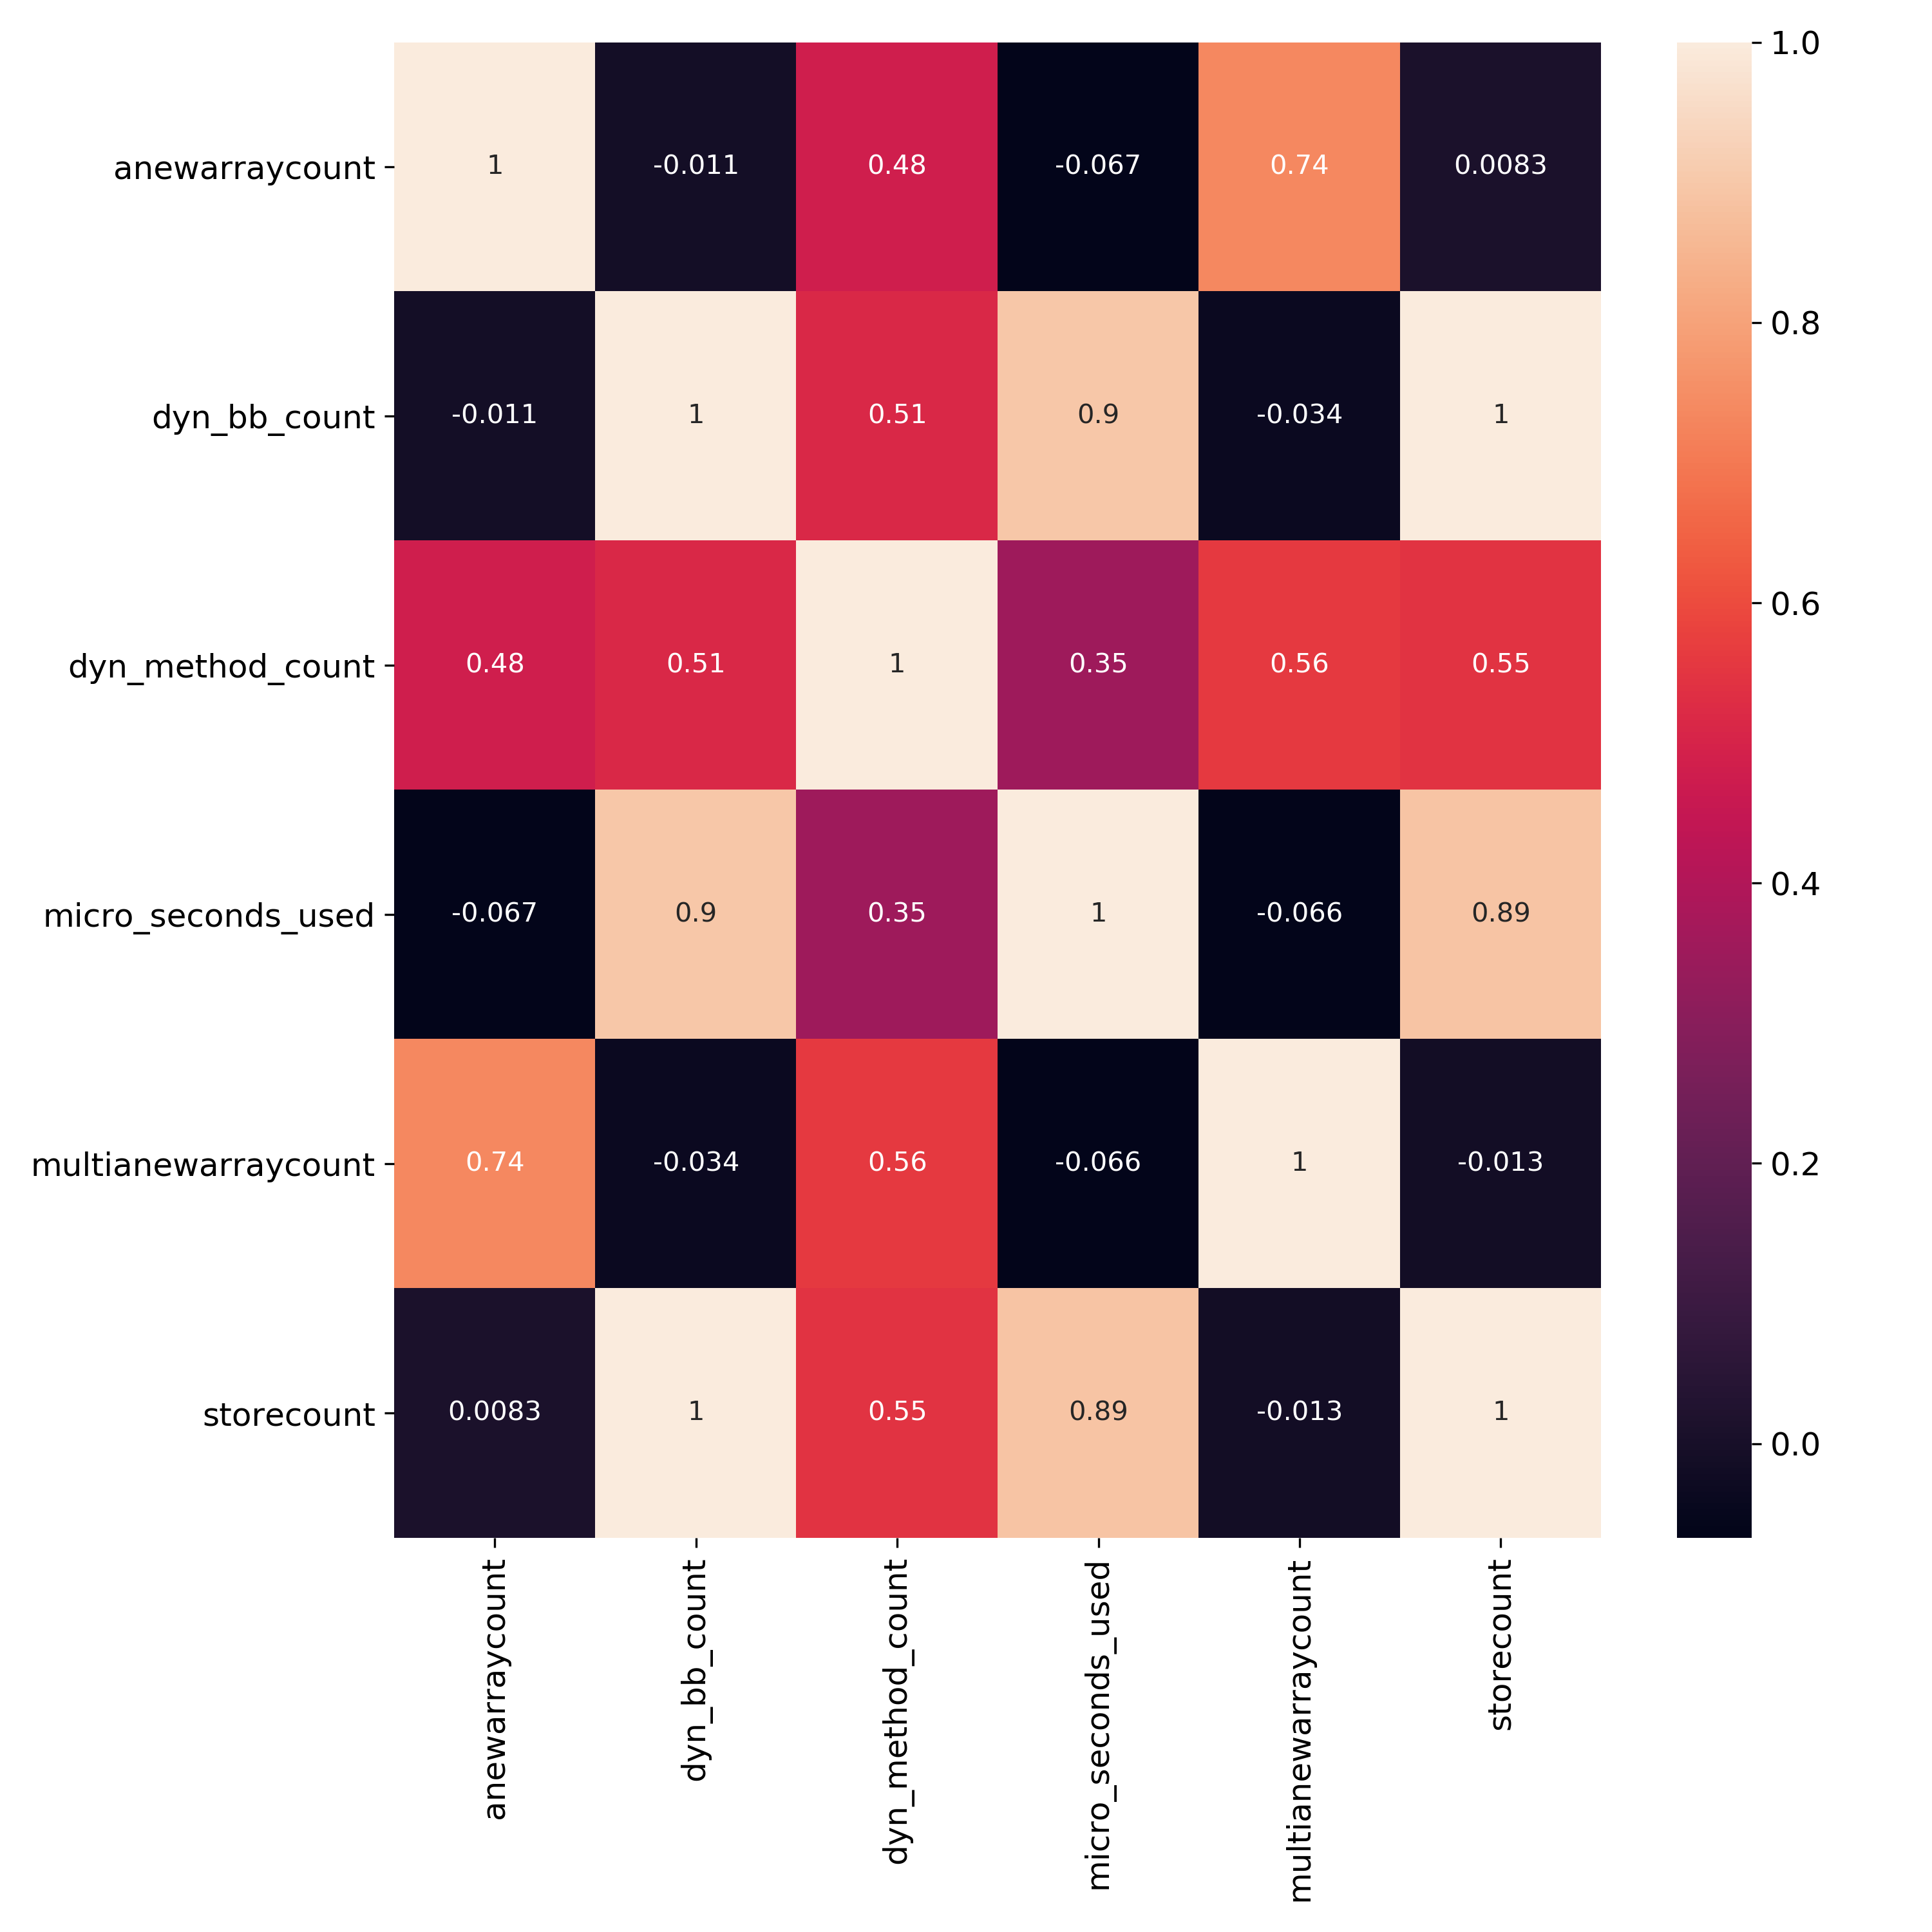 anewarraycount 1 -0.011 0.48 -0.067 0.74 0.0083
dyn_bb_count -0.011 1 0.51 0.9 -0.034 1
dyn_method_count 0.48 0.51 1 0.35 0.56 0.55
micro_seconds_used -0.067 0.9 0.35 1 -0.066 0.89
multianewarraycount 0.74 -0.034 0.56 -0.066 1 -0.013
storecount 0.0083 1 0.55 0.89 -0.013 1
anewarraycount
dyn_bb_count
dyn_method_count
micro_seconds_used
multianewarraycount
storecount
1.0
0.8
0.6
0.4
0.2
0.0